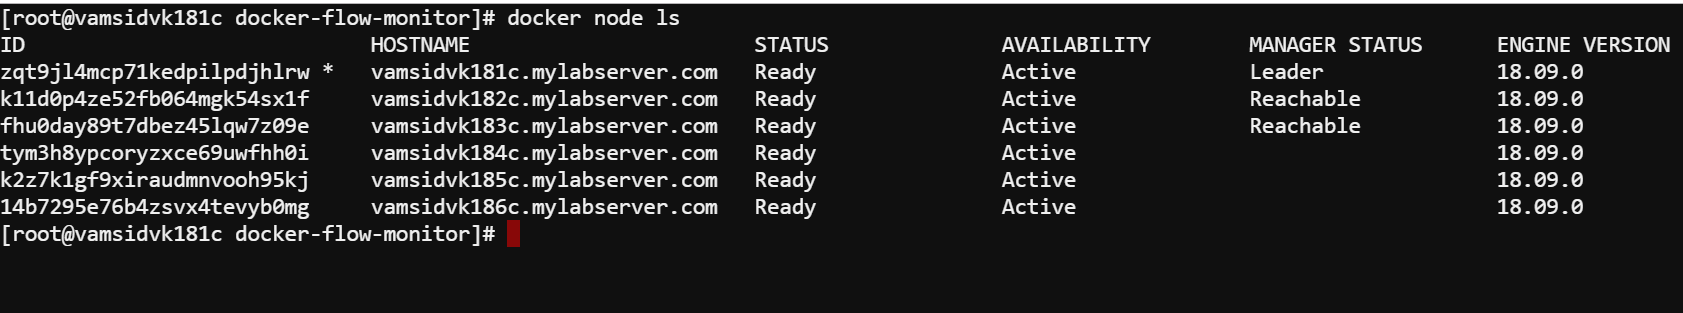 [root@vamsidvk181c docker-flow-monitor]# docker node ls
ID                            HOSTNAME                       STATUS              AVAILABILITY        MANAGER STATUS      ENGINE VERSION
zqt9jl4mcp71kedpilpdjhlrw *   vamsidvk181c.mylabserver.com   Ready               Active              Leader              18.09.0
k11d0p4ze52fb064mgk54sx1f     vamsidvk182c.mylabserver.com   Ready               Active              Reachable           18.09.0
fhu0day89t7dbez45lqw7z09e     vamsidvk183c.mylabserver.com   Ready               Active              Reachable           18.09.0
tym3h8ypcoryzxce69uwfhh0i     vamsidvk184c.mylabserver.com   Ready               Active                                  18.09.0
k2z7k1gf9xiraudmnvooh95kj     vamsidvk185c.mylabserver.com   Ready               Active                                  18.09.0
14b7295e76b4zsvx4tevyb0mg     vamsidvk186c.mylabserver.com   Ready               Active                                  18.09.0
[root@vamsidvk181c docker-flow-monitor]#